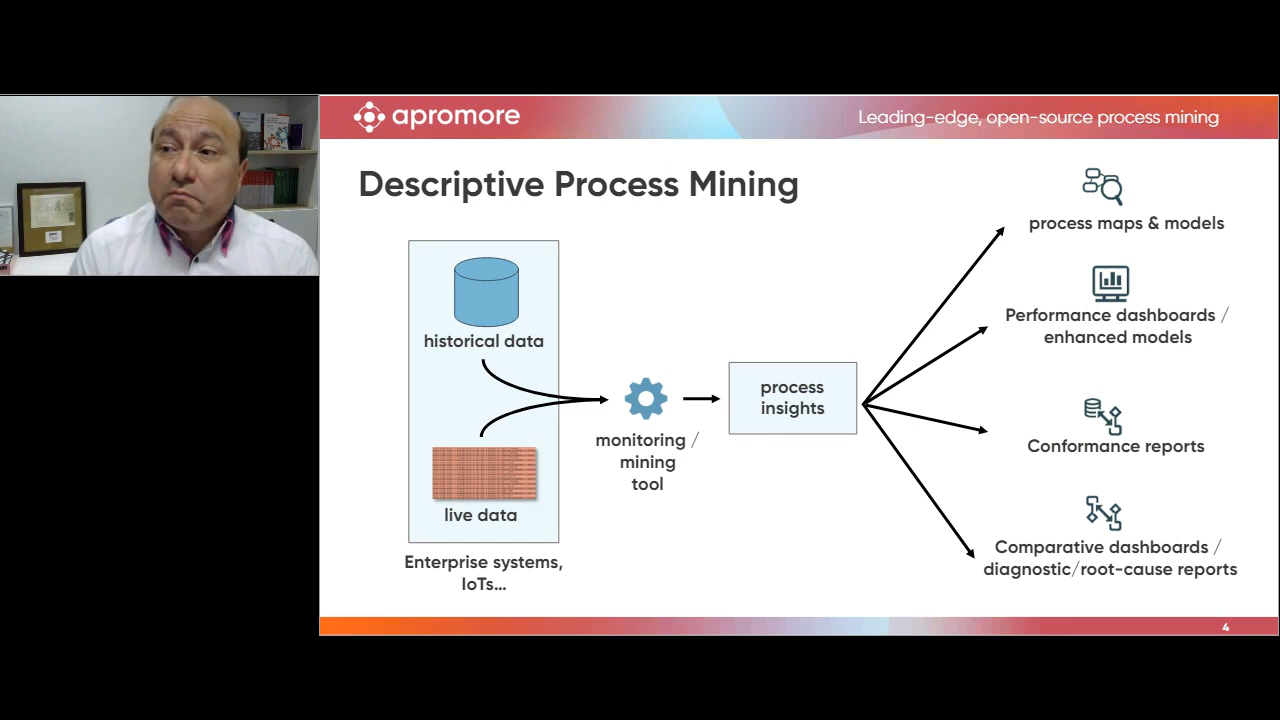 apromore
Leading-edge, open-source process mining
Descriptive Process Mining
historical data
live data
Enterprise systems,
IoTs...
monitoring /
mining
tool
process
insights
process maps & models
Performance dashboards /
enhanced models
Conformance reports
Comparative dashboards /
diagnostic/root-cause reports
4